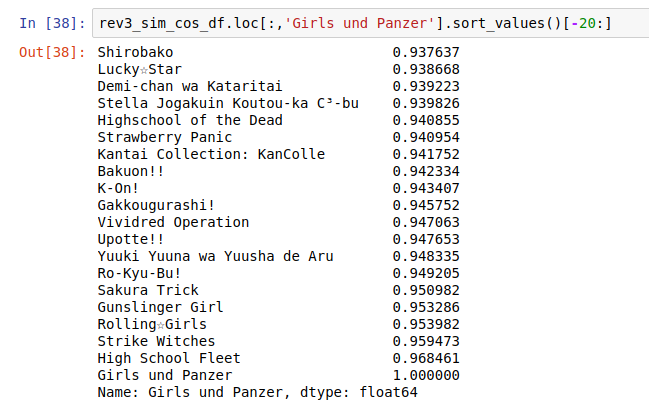 In [38]: rev3_sim_cos_df.loc[:,'Girls und Panzer'].sort_values()[-20:]
Out[38]: Shirobako 0.937637
Lucky☆Star 0.938668
Demi-chan wa Kataritai 0.939223
Stella Jogakuin Koutou-ka C³-bu 0.939826
Highschool of the Dead 0.940855
Strawberry Panic 0.940954
Kantai Collection: KanColle 0.941752
Bakuon!! 0.942334
K-On! 0.943407
Gakkougurashi! 0.945752
Vividred Operation 0.947063
Upotte!! 0.947653
Yuuki Yuuna wa Yuusha de Aru 0.948335
Ro-Kyu-Bu! 0.949205
Sakura Trick 0.950982
Gunslinger Girl 0.953286
Rolling☆Girls 0.953982
Strike Witches 0.959473
High School Fleet 0.968461
Girls und Panzer 1.000000
Name: Girls und Panzer, dtype: float64